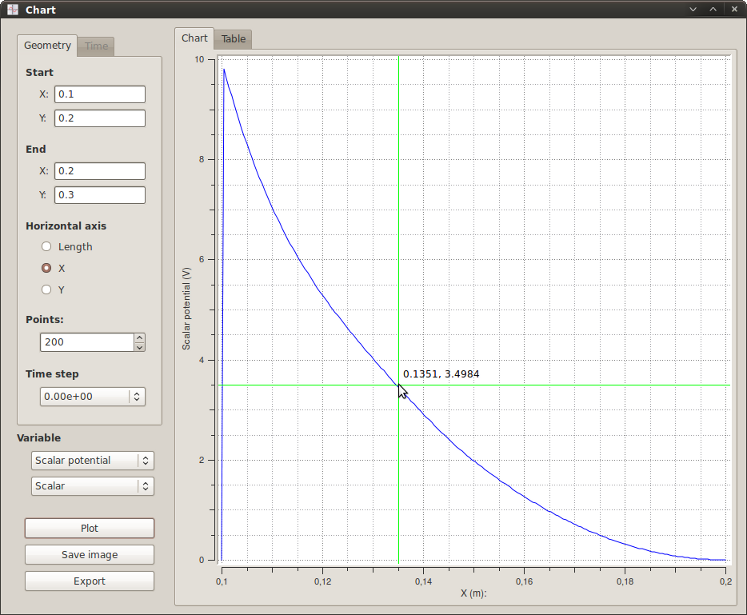 Chart
Geometry Time
Start
X: 0.1
Y: 0.2
End
X: 0.2
Y: 0.3
Horizontal axis
Length
X
Y
Points:
200
Time step
0.00e+00
Variable
Scalar potential
Scalar
Plot
Save image
Export
Chart Table
Scalar potential (V)
10
8
6
4
2
0
0.1351, 3.4984
0,1 0,12 0,14 0,16 0,18 0,2
X (m):